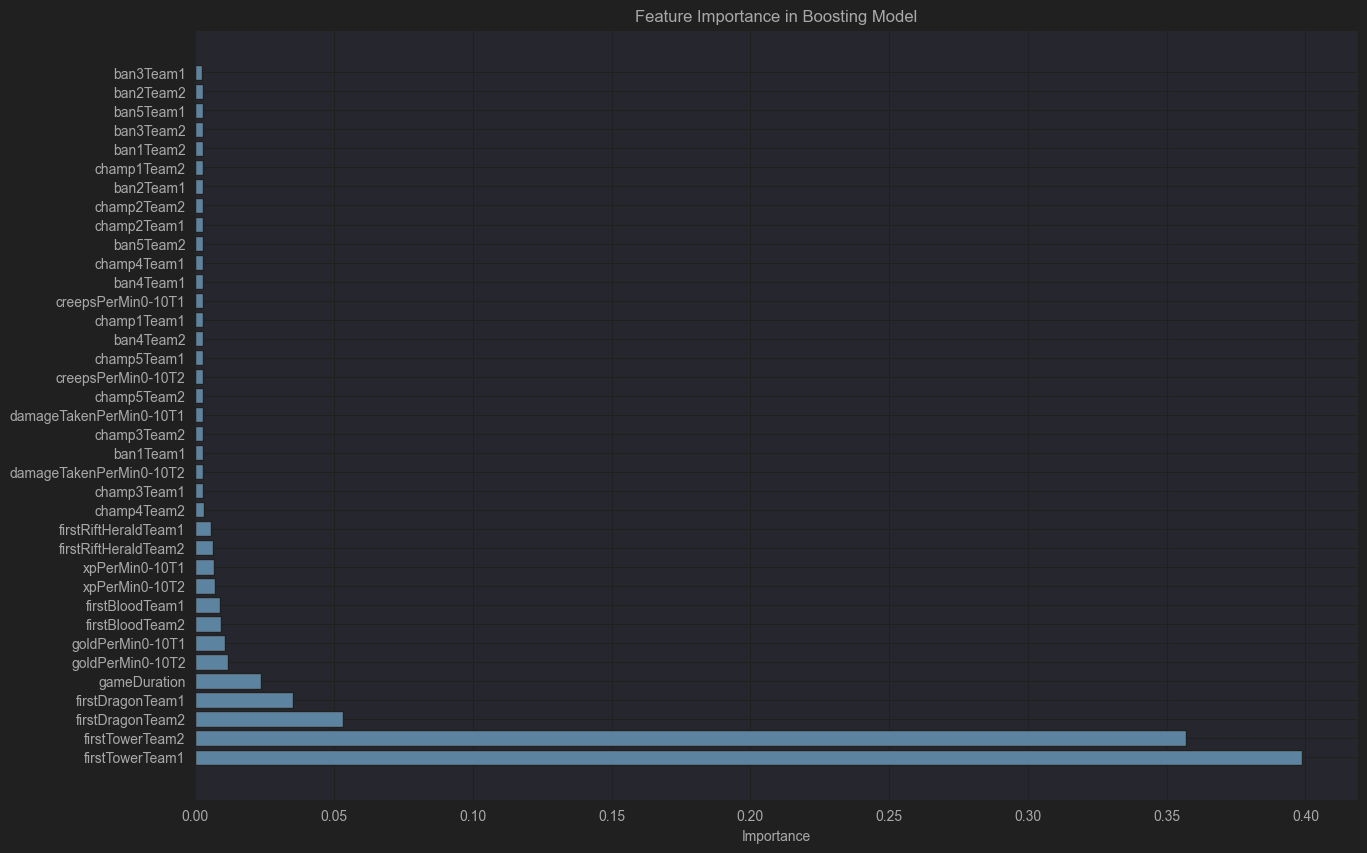 Feature Importance in Boosting Model
ban3Team1
ban2Team2
ban5Team1
ban3Team2
ban1Team2
champ1Team2
ban2Team1
champ2Team2
champ2Team1
ban5Team2
champ4Team1
ban4Team1
creepsPerMin0-10T1
champ1Team1
ban4Team2
champ5Team1
creepsPerMin0-10T2
champ5Team2
damageTakenPerMin0-10T1
champ3Team2
ban1Team1
damageTakenPerMin0-10T2
champ3Team1
champ4Team2
firstRiftHeraldTeam1
firstRiftHeraldTeam2
xpPerMin0-10T1
xpPerMin0-10T2
firstBloodTeam1
firstBloodTeam2
goldPerMin0-10T1
goldPerMin0-10T2
gameDuration
firstDragonTeam1
firstDragonTeam2
firstTowerTeam2
firstTowerTeam1
0.00 0.05 0.10 0.15 0.20 0.25 0.30 0.35 0.40
Importance